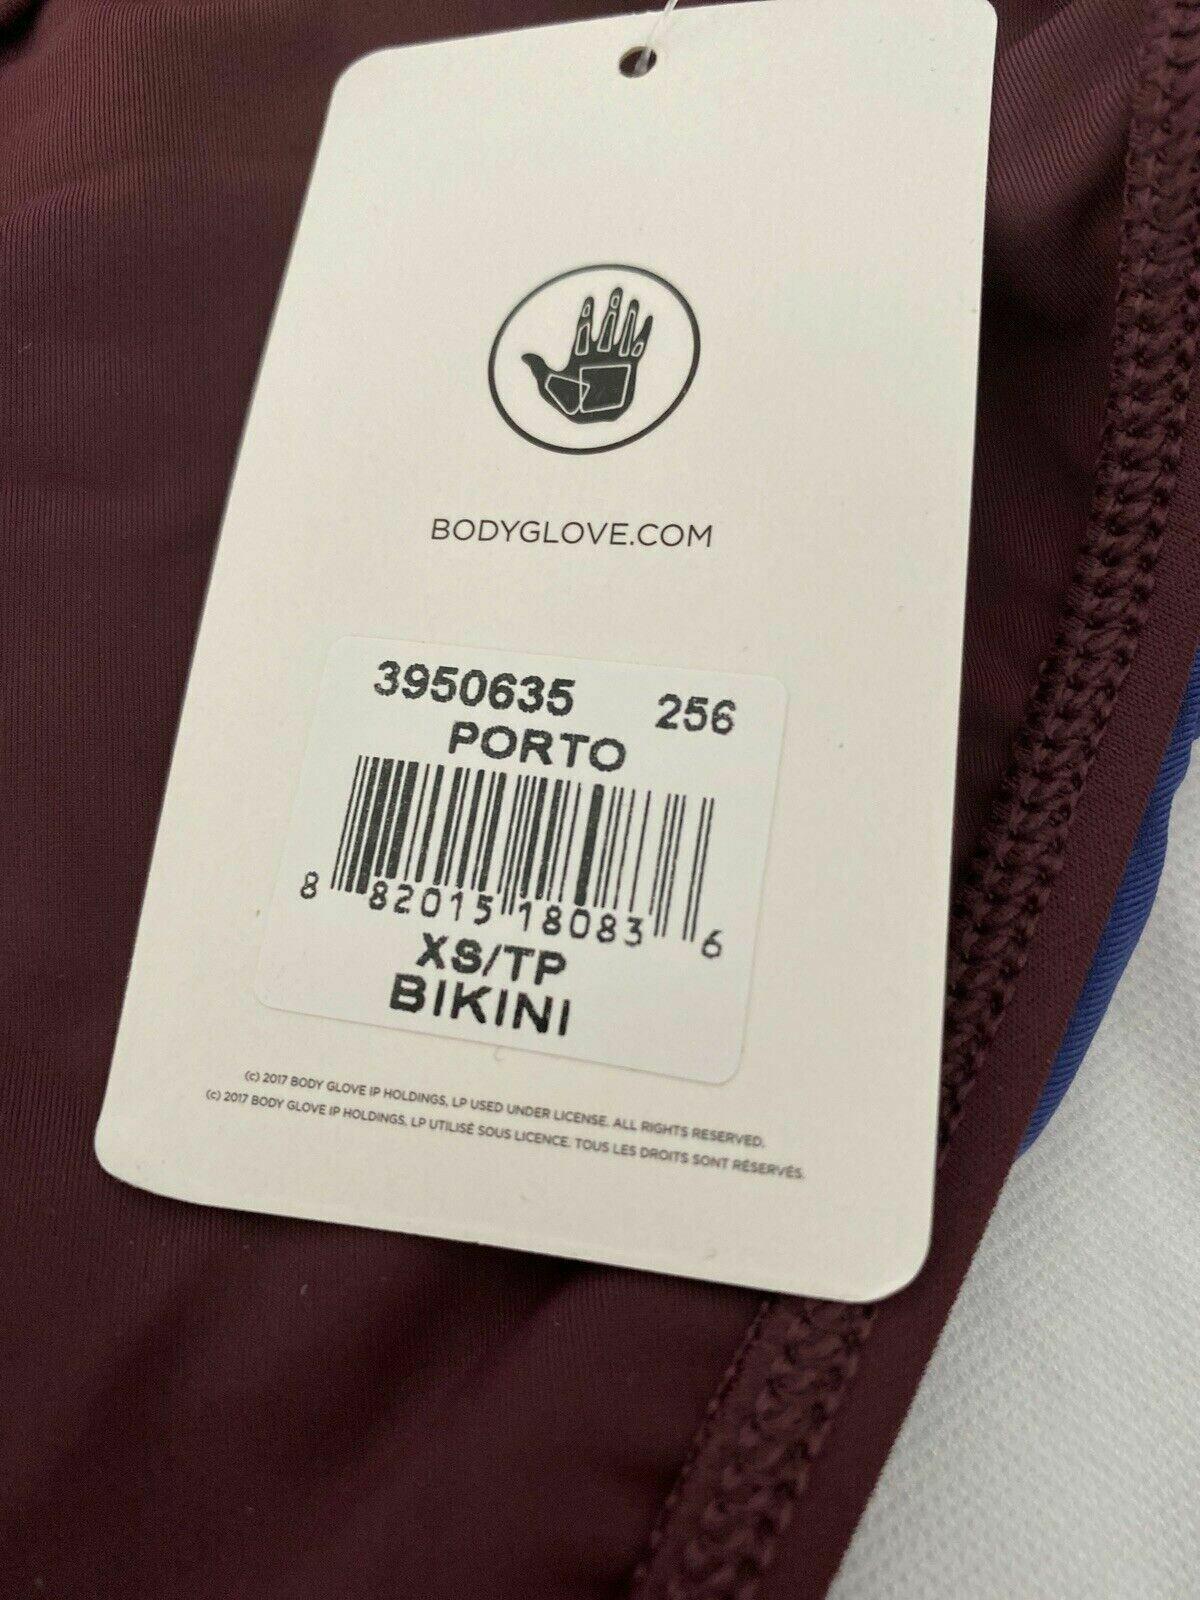 BODYGLOVE.COM
3950635 256
PORTO
8 82015 18083 6
XS/TP
BIKINI
(c) 2017 BODY GLOVE IP HOLDINGS, LP USED UNDER LICENSE. ALL RIGHTS RESERVED.
(c) 2017 BODY GLOVE IP HOLDINGS, LP UTILISÉ SOUS LICENCE. TOUS LES DROITS SONT RÉSERVÉS.